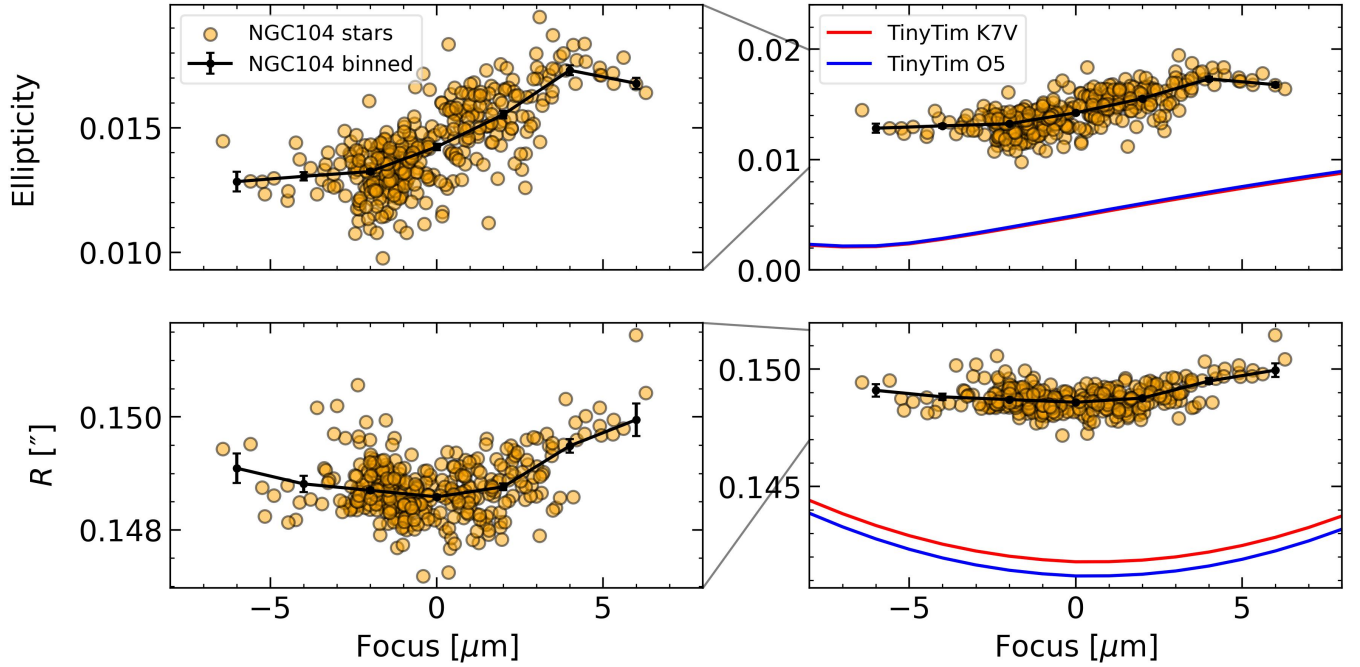 NGC104 stars
NGC104 binned
Ellipticity
0.015
0.010
TinyTim K7V
TinyTim O5
0.02
0.01
0.00
R [″]
0.150
0.148
−5 0 5
Focus [μm]
0.150
0.145
−5 0 5
Focus [μm]